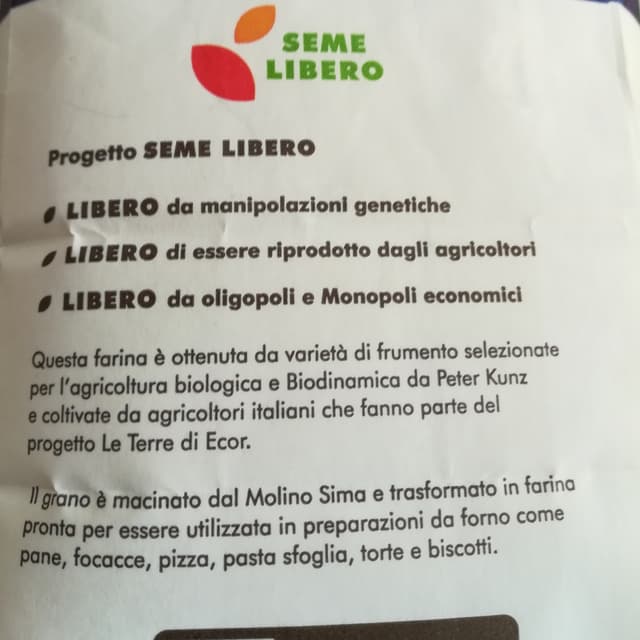 SEME
LIBERO
Progetto SEME LIBERO
LIBERO da manipolazioni genetiche
LIBERO di essere riprodotto dagli agricoltori
LIBERO da oligopoli e Monopoli economici
Questa farina è ottenuta da varietà di frumento selezionate
per l'agricoltura biologica e Biodinamica da Peter Kunz
e coltivate da agricoltori italiani che fanno parte del
progetto Le Terre di Ecor.
Il grano è macinato dal Molino Sima e trasformato in farina
pronta per essere utilizzata in preparazioni da forno come
pane, focacce, pizza, pasta sfoglia, torte e biscotti.